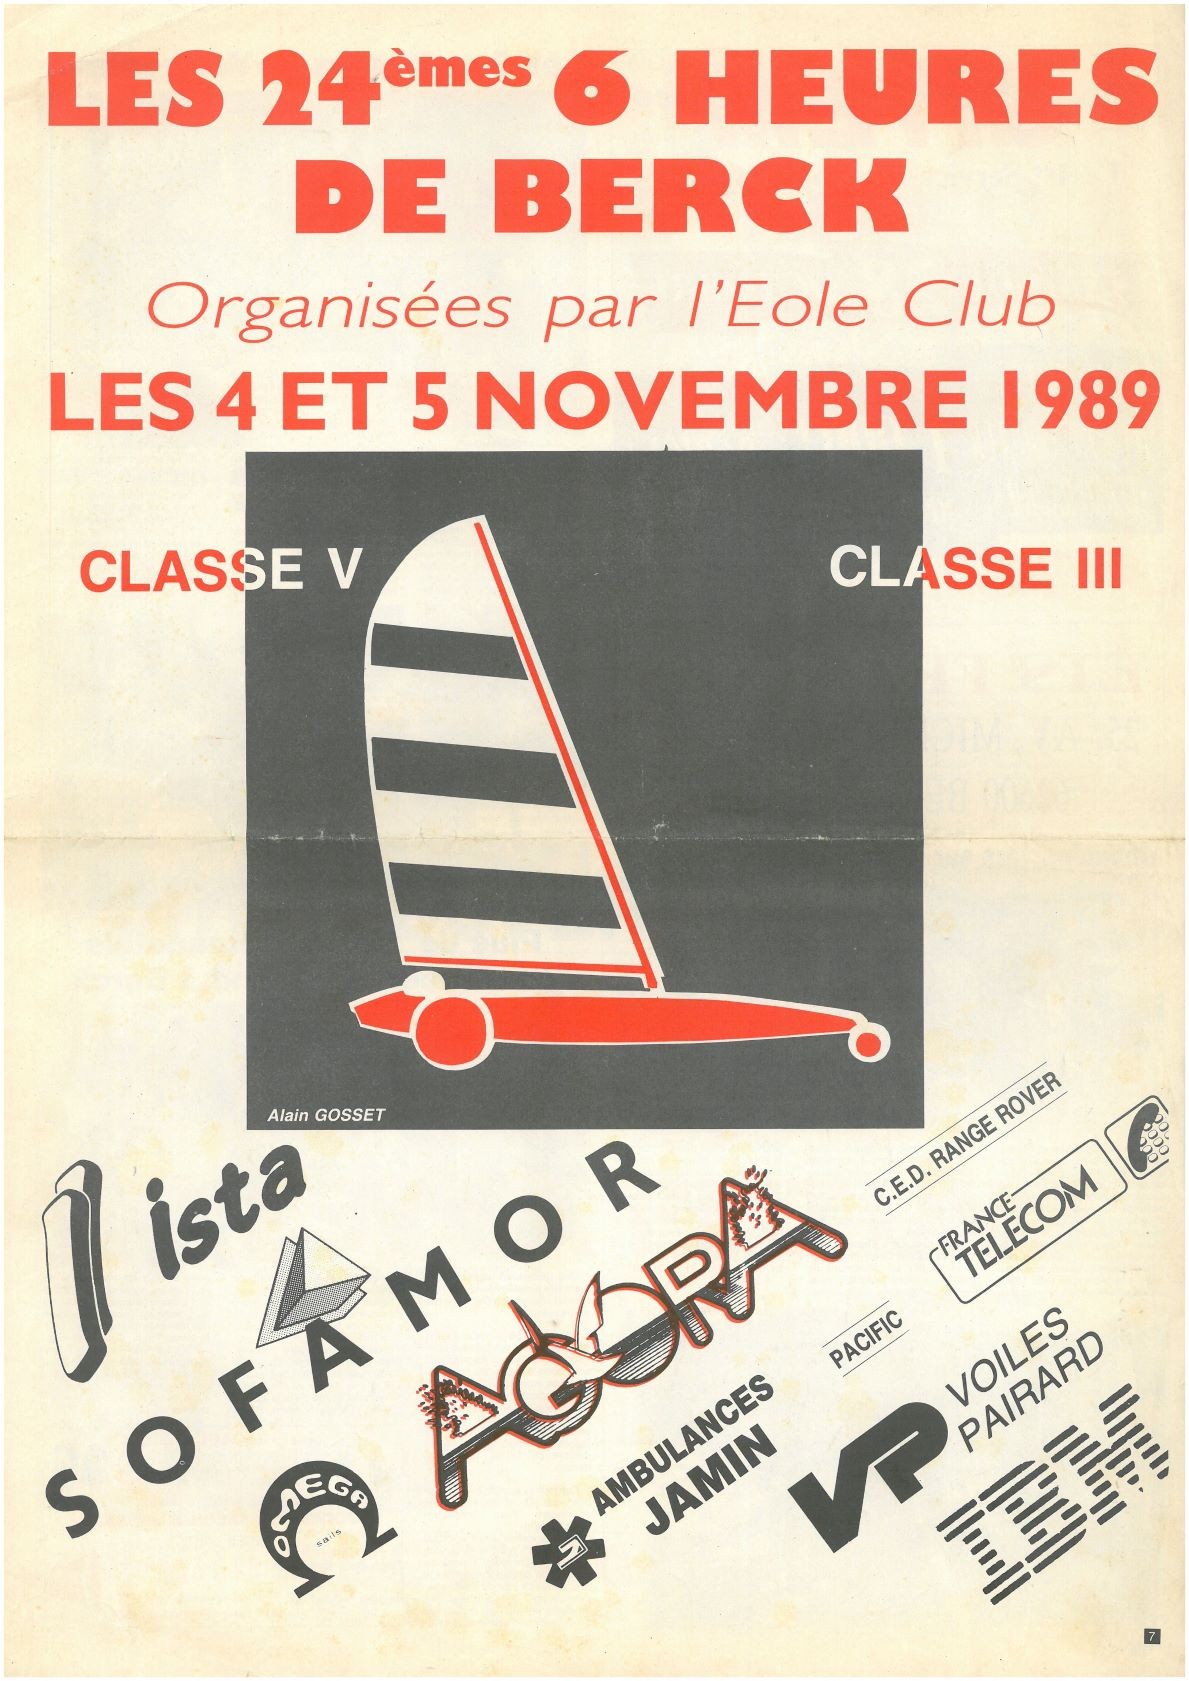 LES 24èmes 6 HEURES
DE BERCK
Organisées par l'Eole Club
LES 4 ET 5 NOVEMBRE 1989
CLASSE V
CLASSE III
Alain GOSSET
ista
SOFAMOR
AGORA
C.E.D. RANGE ROVER
FRANCE
TELECOM
PACIFIC
VOILES
PAIRARD
VP
OMEGA
sails
AMBULANCES
JAMIN
IBM
7